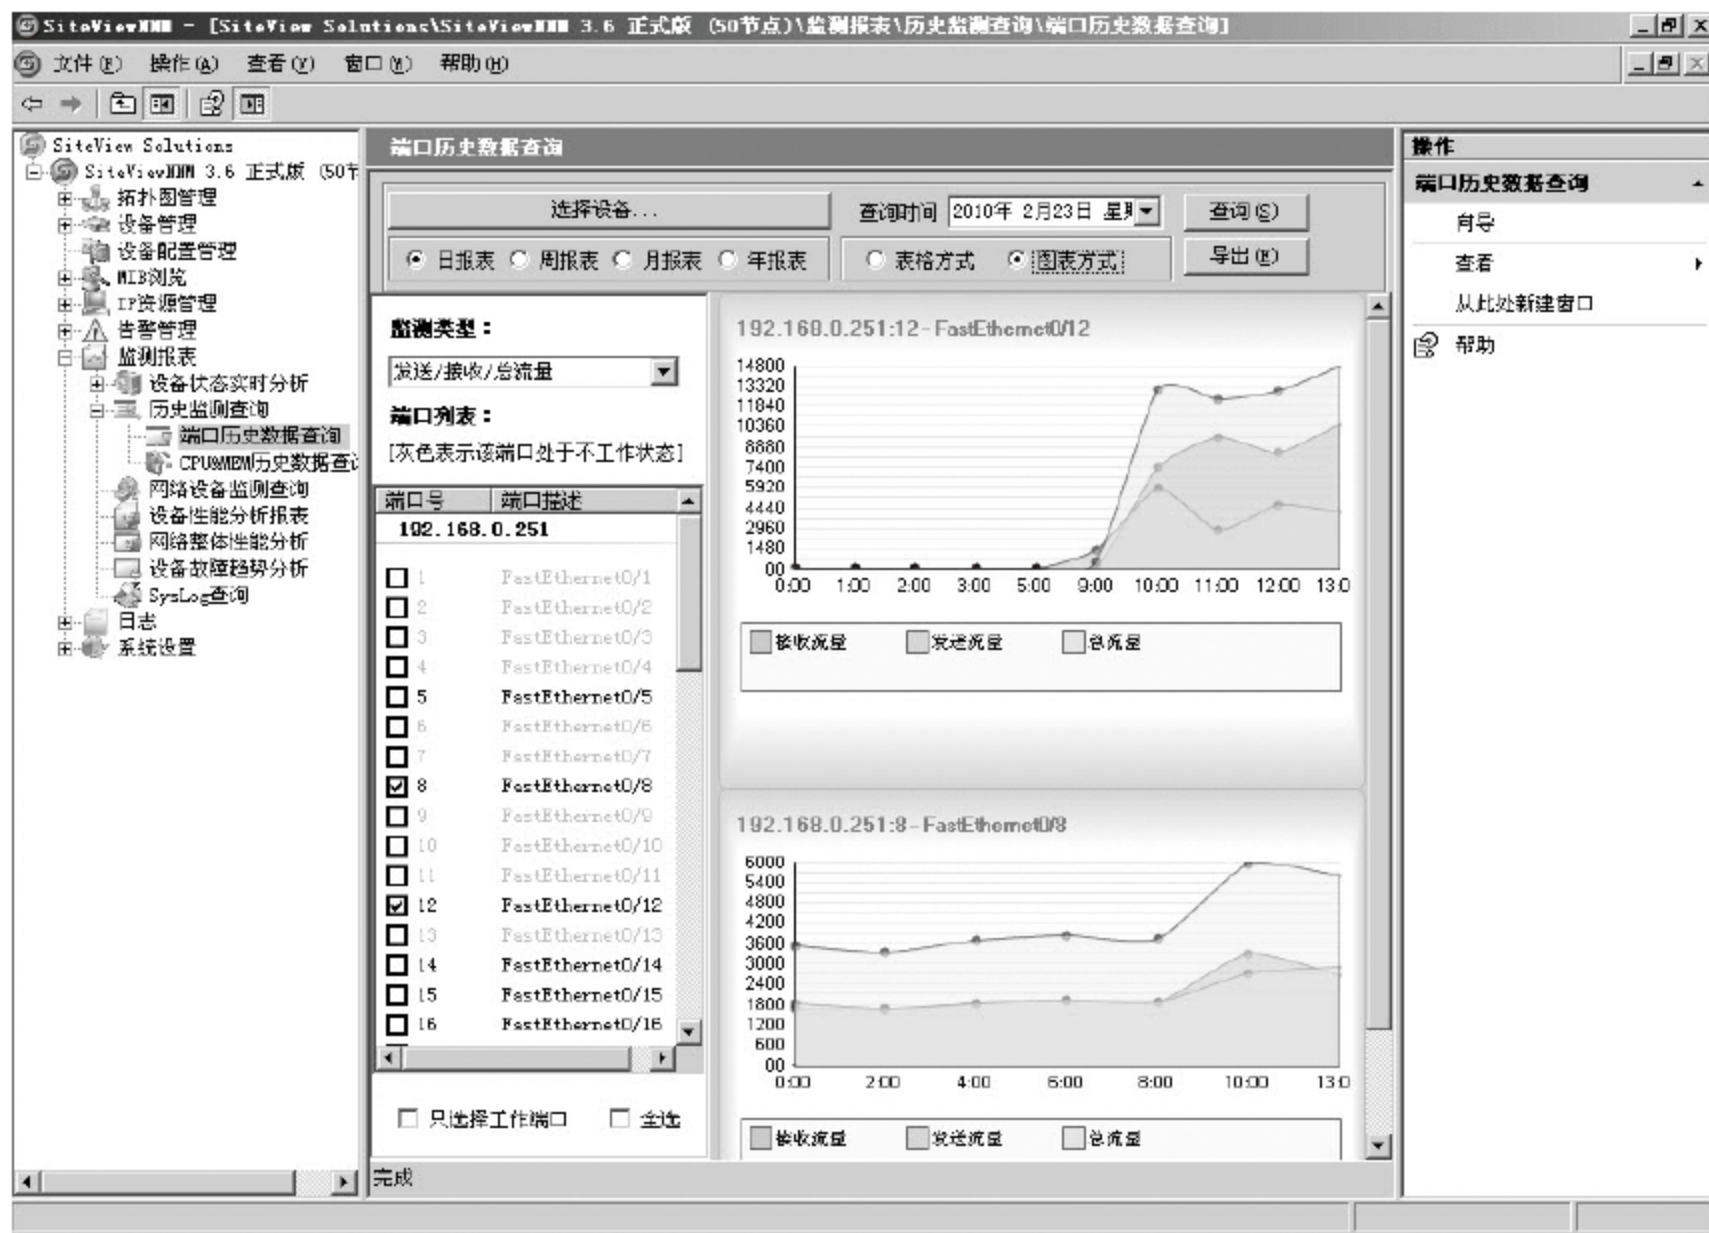 SiteViewNNM - [SiteView Solutions\SiteViewNNM 3.6 正式版 (50节点)\监测报表\历史监测查询\端口历史数据查询]
文件(F) 操作(A) 查看(V) 窗口(W) 帮助(H)
SiteView Solutions
SiteViewNNM 3.6 正式版 (50节
拓扑图管理
设备管理
设备配置管理
MIB浏览
IP资源管理
告警管理
监测报表
设备状态实时分析
历史监测查询
端口历史数据查询
CPU&MEM历史数据查询
网络设备监测查询
设备性能分析报表
网络整体性能分析
设备故障趋势分析
SysLog查询
日志
系统设置
端口历史数据查询
选择设备...
查询时间 2010年 2月23日 星期
查询(S)
日报表 周报表 月报表 年报表
表格方式 图表方式
导出(E)
监测类型：
发送/接收/总流量
端口列表：
[灰色表示该端口处于不工作状态]
端口号 端口描述
192.168.0.251
1 FastEthernet0/1
2 FastEthernet0/2
3 FastEthernet0/3
4 FastEthernet0/4
5 FastEthernet0/5
6 FastEthernet0/6
7 FastEthernet0/7
8 FastEthernet0/8
9 FastEthernet0/9
10 FastEthernet0/10
11 FastEthernet0/11
12 FastEthernet0/12
13 FastEthernet0/13
14 FastEthernet0/14
15 FastEthernet0/15
16 FastEthernet0/16
只选择工作端口 全选
完成
192.168.0.251:12-FastEthernet0/12
14800
13320
11840
10360
8880
7400
5920
4440
2960
1480
00
0:00 1:00 2:00 3:00 5:00 9:00 10:00 11:00 12:00 13:0
接收流量 发送流量 总流量
192.168.0.251:8-FastEthernet0/8
6000
5400
4800
4200
3600
3000
2400
1800
1200
600
00
0:00 2:00 4:00 6:00 8:00 10:00 13:0
接收流量 发送流量 总流量
操作
端口历史数据查询
向导
查看
从此处新建窗口
帮助